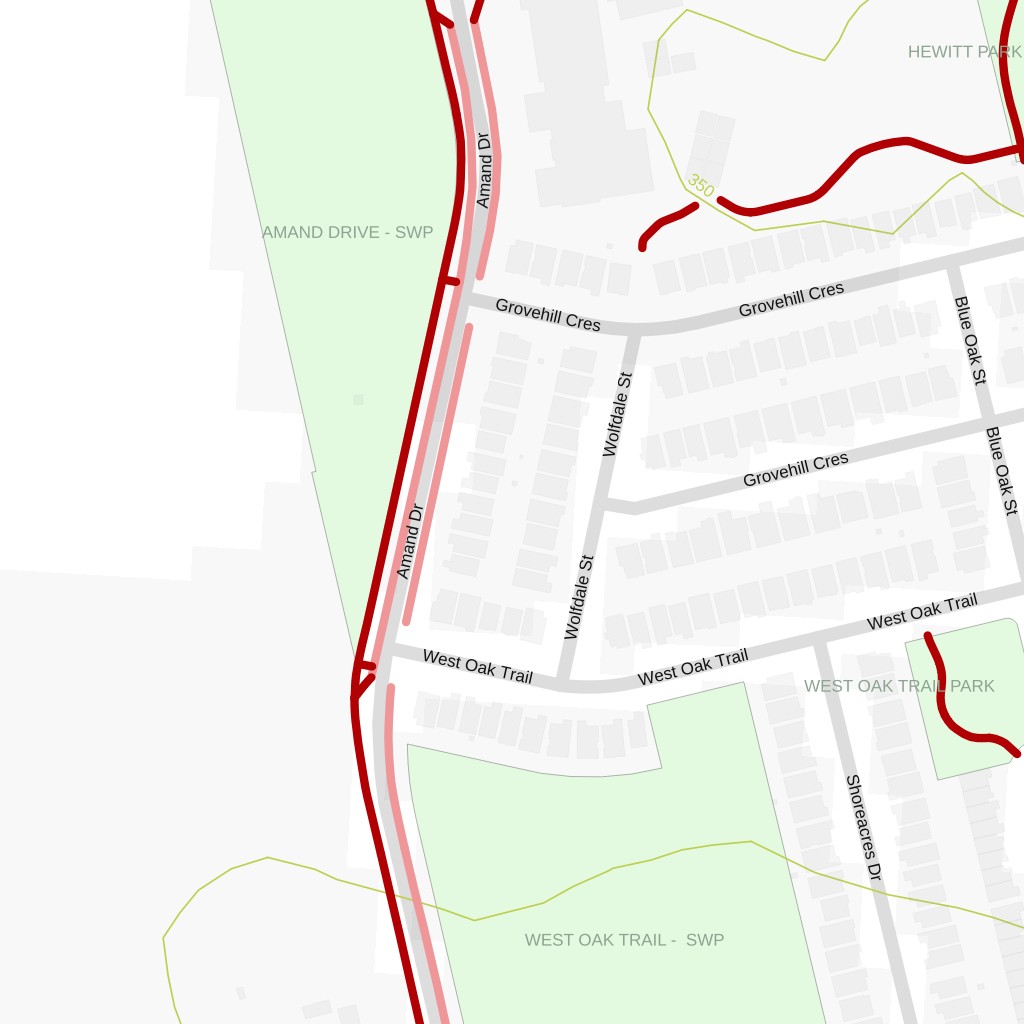 HEWITT PARK
Amand Dr
350
AMAND DRIVE - SWP
Grovehill Cres
Grovehill Cres
Blue Oak St
Wolfdale St
Grovehill Cres
Blue Oak St
Amand Dr
Wolfdale St
West Oak Trail
West Oak Trail
West Oak Trail
WEST OAK TRAIL PARK
Shoreacres Dr
WEST OAK TRAIL - SWP